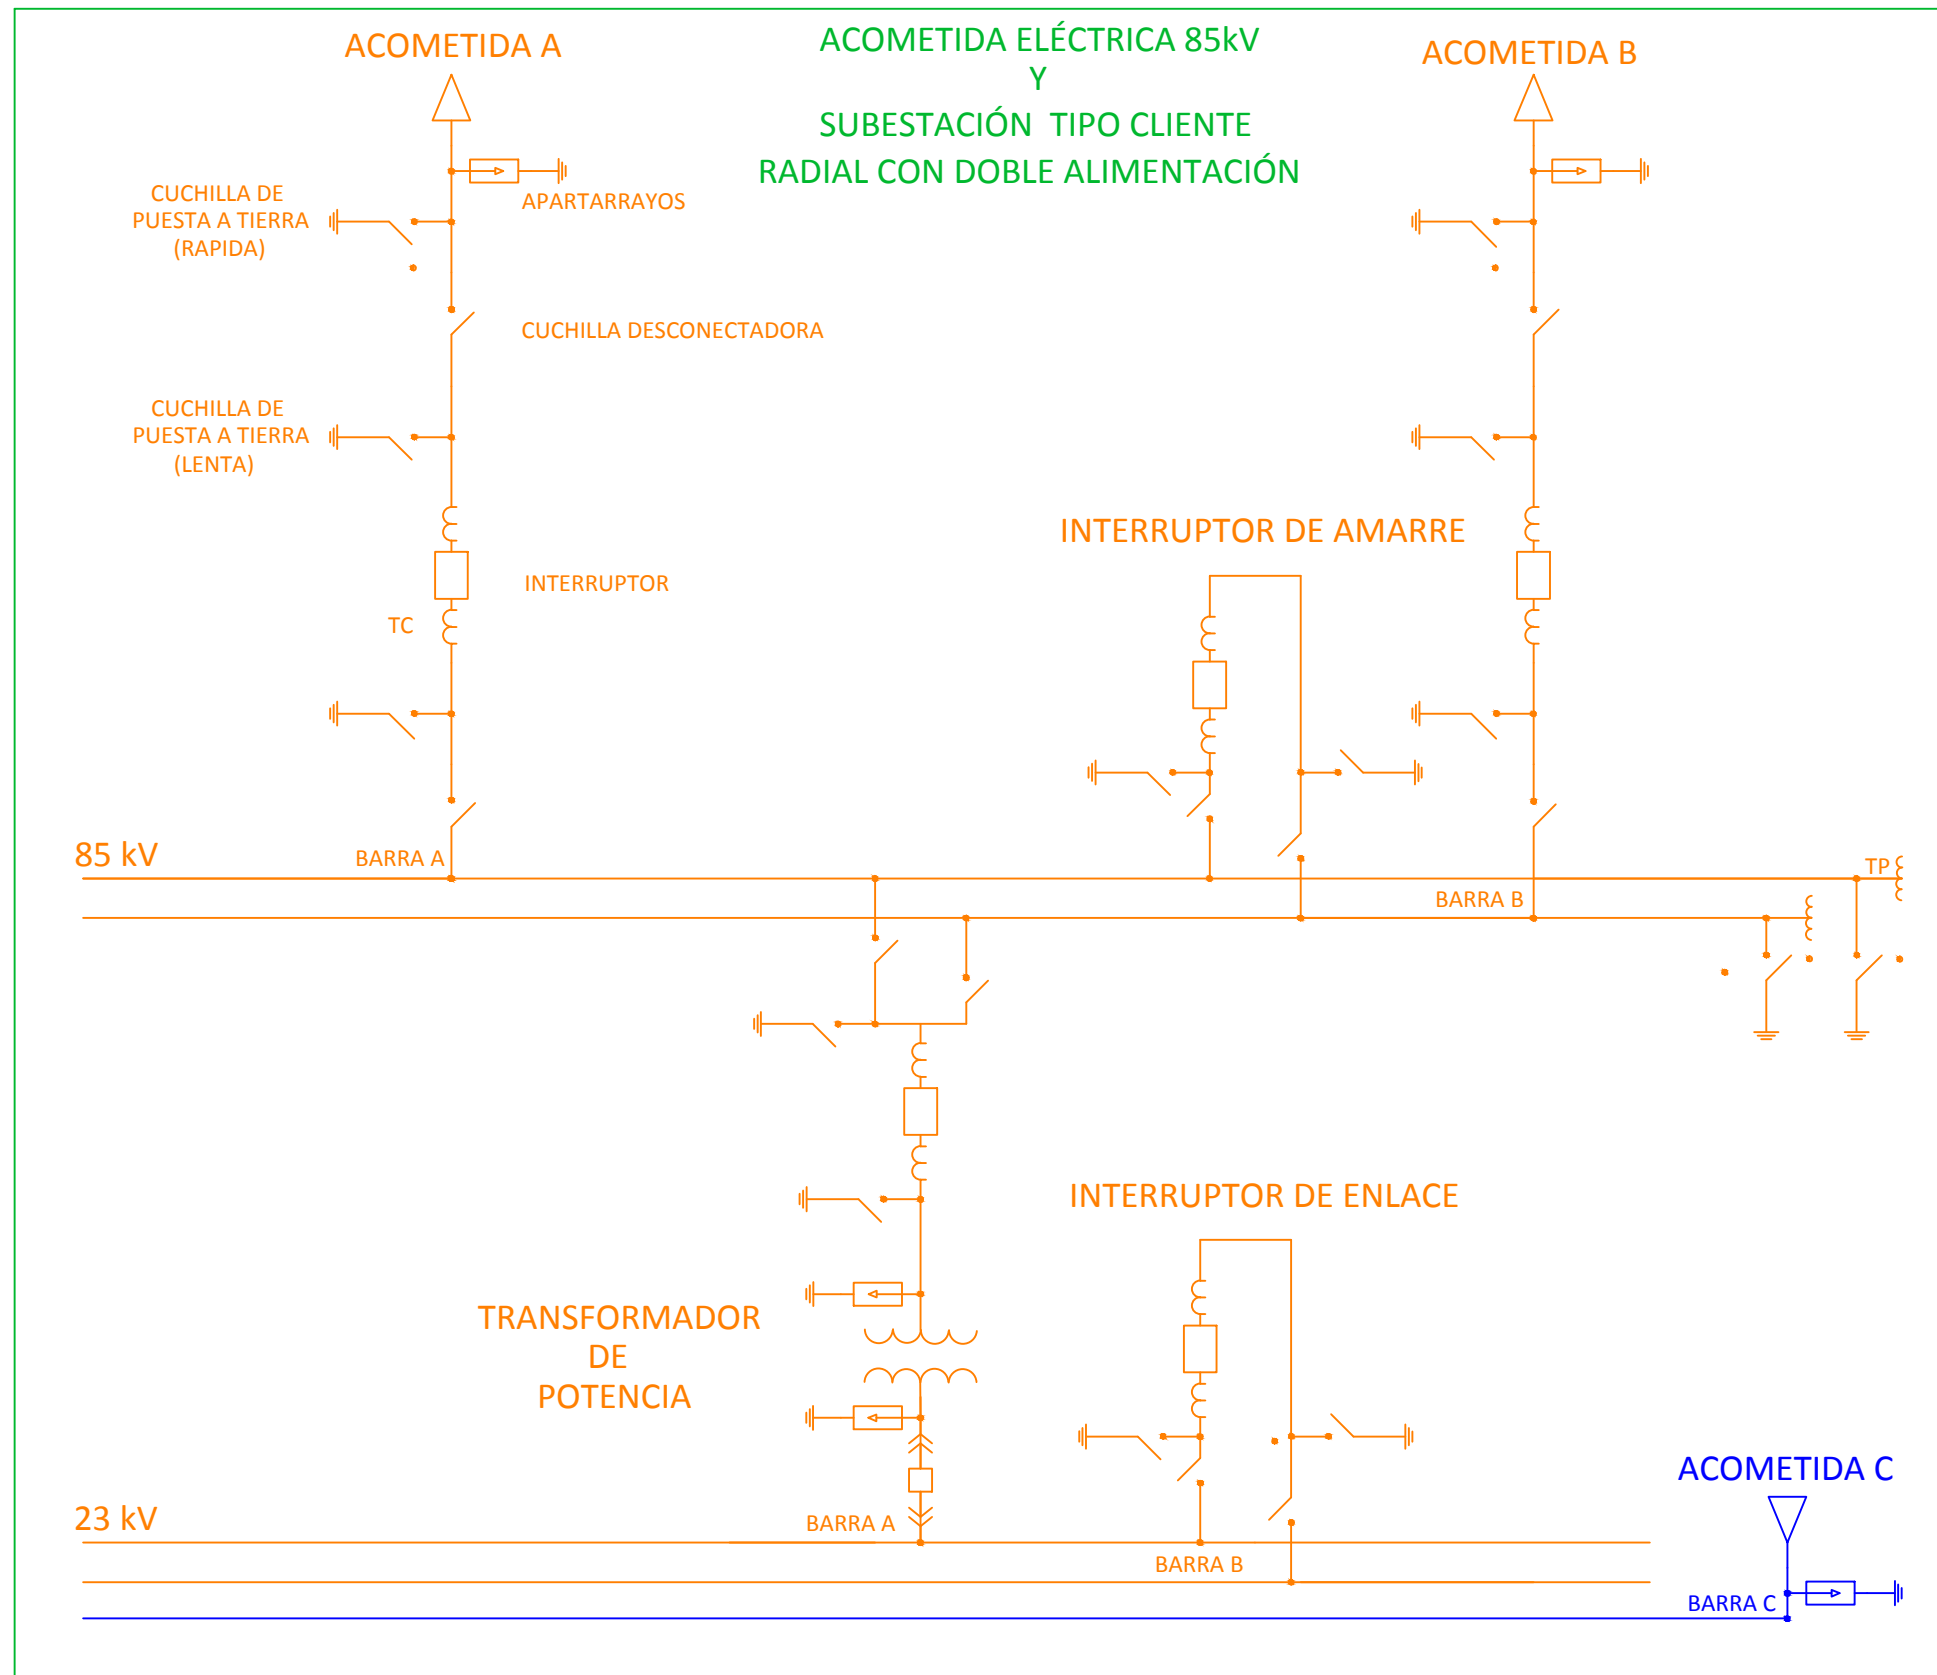 ACOMETIDA A
ACOMETIDA ELÉCTRICA 85kV
Y
SUBESTACIÓN TIPO CLIENTE
RADIAL CON DOBLE ALIMENTACIÓN
ACOMETIDA B
CUCHILLA DE
PUESTA A TIERRA
(RAPIDA)
APARTARRAYOS
CUCHILLA DESCONECTADORA
CUCHILLA DE
PUESTA A TIERRA
(LENTA)
INTERRUPTOR DE AMARRE
INTERRUPTOR
TC
85 kV
BARRA A
TP
BARRA B
INTERRUPTOR DE ENLACE
TRANSFORMADOR
DE
POTENCIA
ACOMETIDA C
23 kV
BARRA A
BARRA B
BARRA C